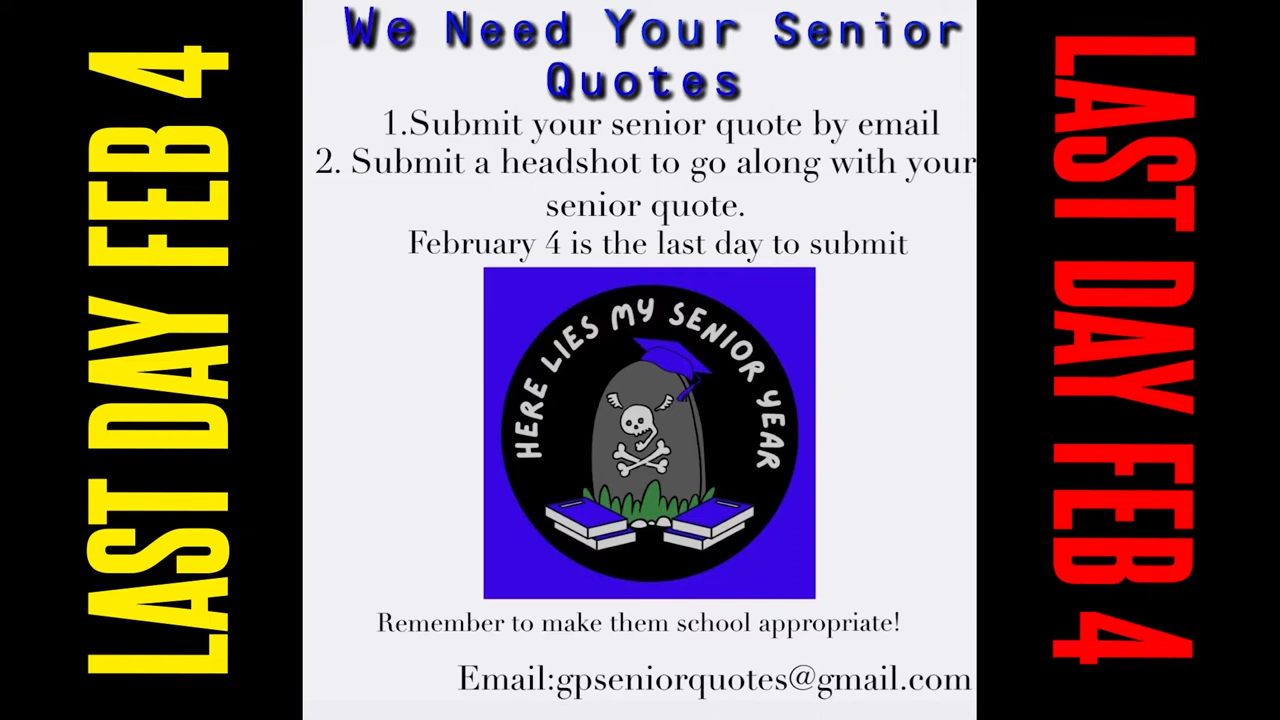 LAST DAY FEB 4
We Need Your Senior
Quotes
1.Submit your senior quote by email
2. Submit a headshot to go along with your
senior quote.
February 4 is the last day to submit
HERE LIES MY SENIOR YEAR
Remember to make them school appropriate!
Email:gpseniorquotes@gmail.com
LAST DAY FEB 4